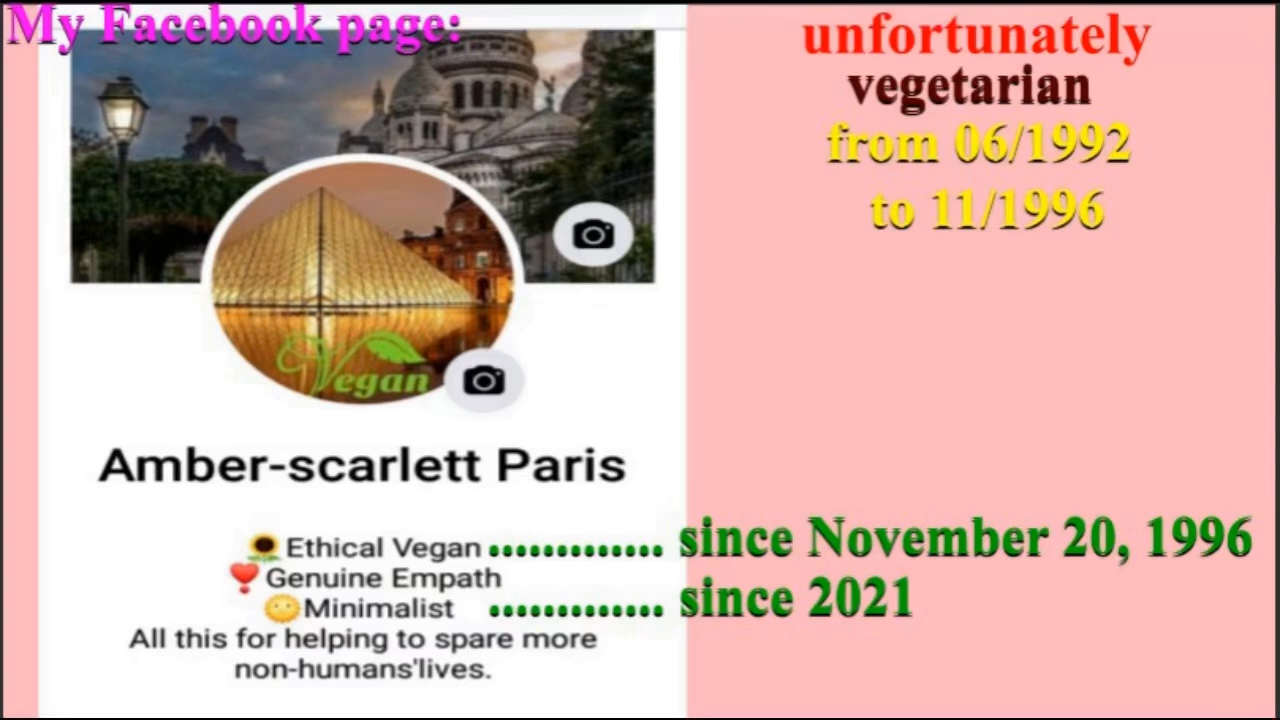 My Facebook page:
unfortunately
vegetarian
from 06/1992
to 11/1996
Vegan
Amber-scarlett Paris
🌻Ethical Vegan ............. since November 20, 1996
❣️Genuine Empath
🌝Minimalist ............. since 2021
All this for helping to spare more
non-humans'lives.